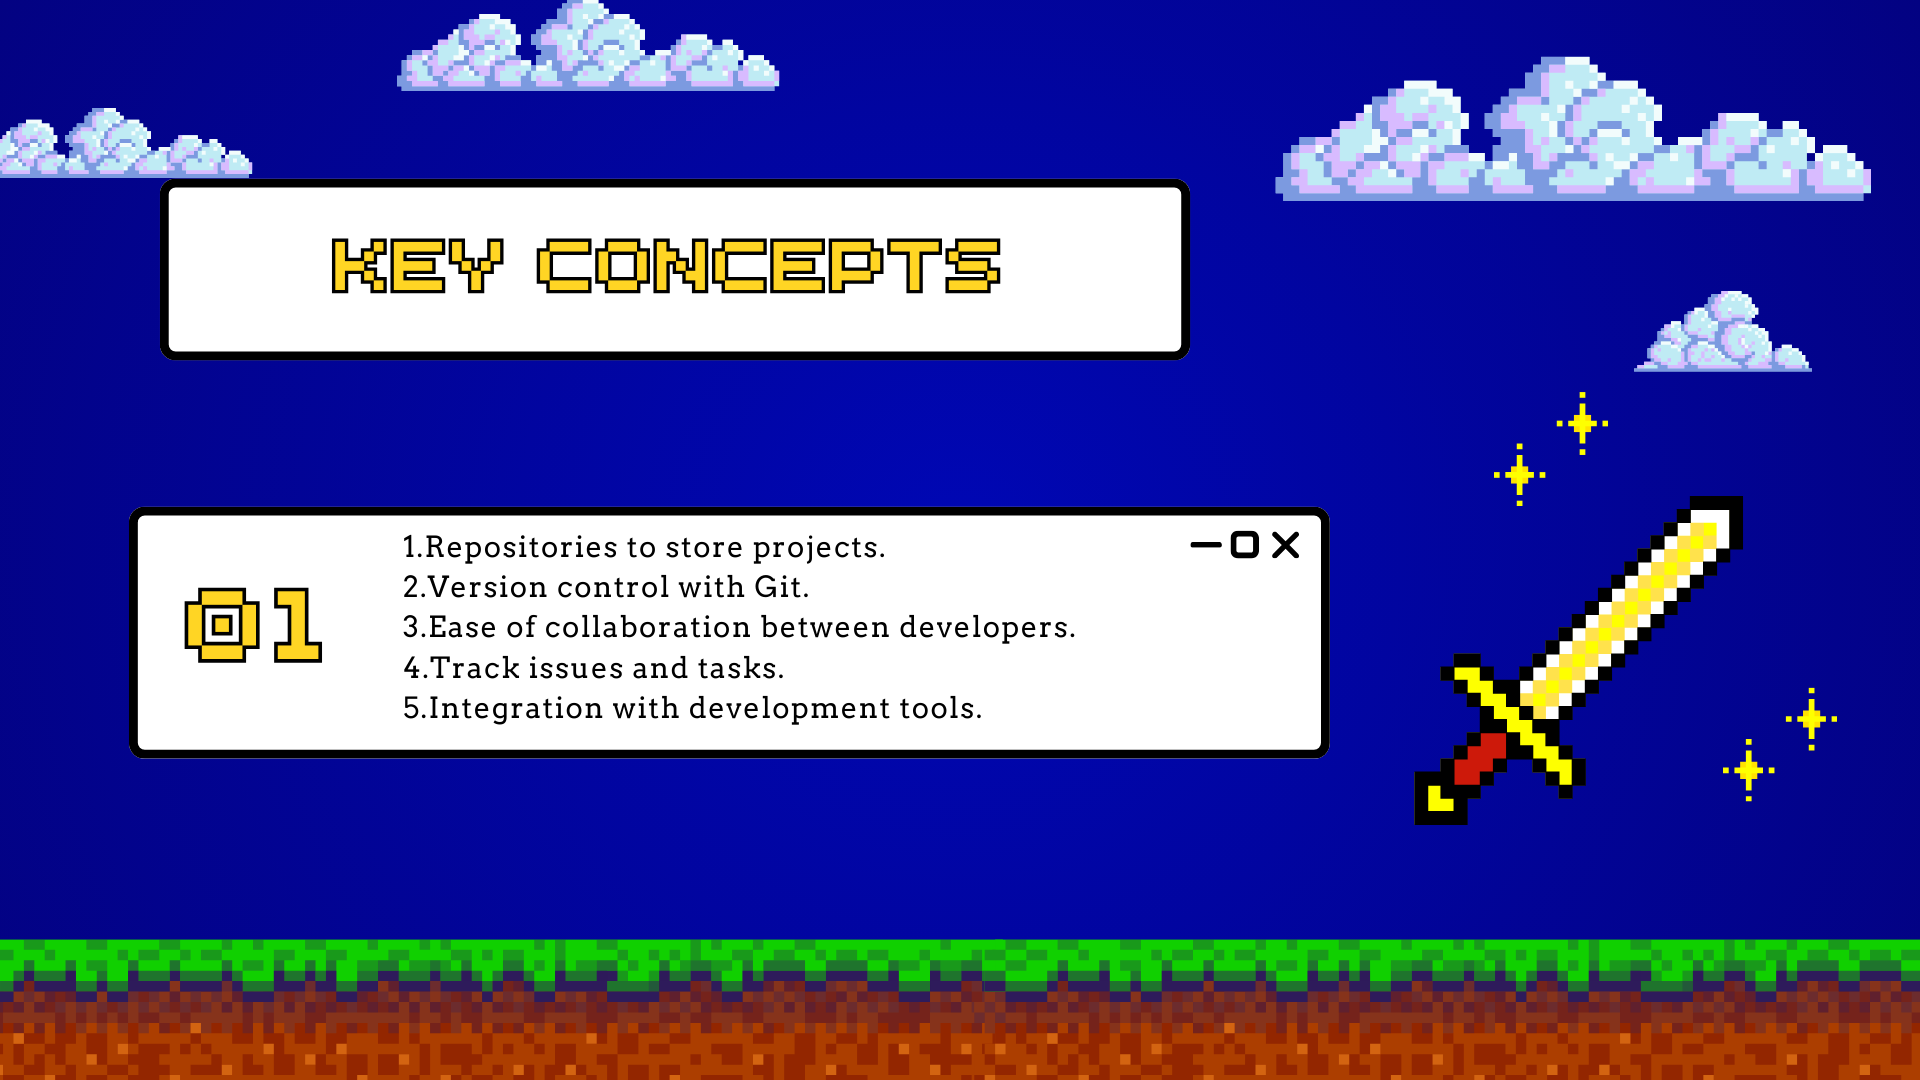 KEY CONCEPTS
01
1.Repositories to store projects.
2.Version control with Git.
3.Ease of collaboration between developers.
4.Track issues and tasks.
5.Integration with development tools.